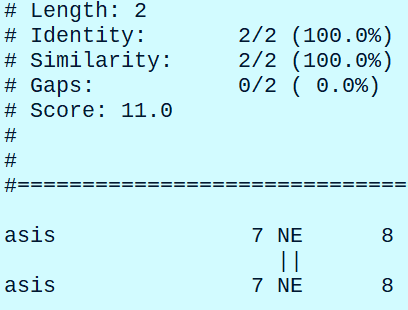 # Length: 2
# Identity:         2/2 (100.0%)
# Similarity:       2/2 (100.0%)
# Gaps:             0/2 ( 0.0%)
# Score: 11.0
#
#
#==============================

asis               7 NE      8
                     ||
asis               7 NE      8